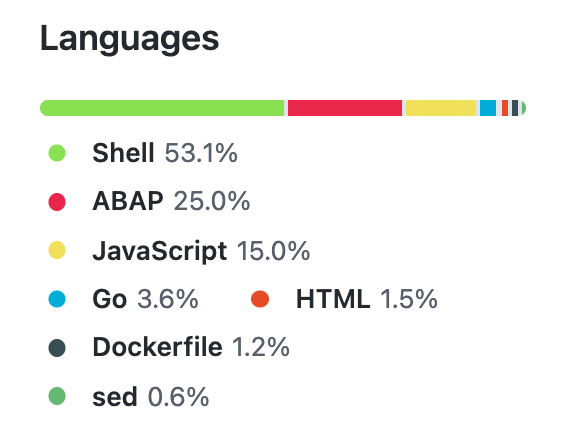 Languages
Shell 53.1%
ABAP 25.0%
JavaScript 15.0%
Go 3.6% HTML 1.5%
Dockerfile 1.2%
sed 0.6%